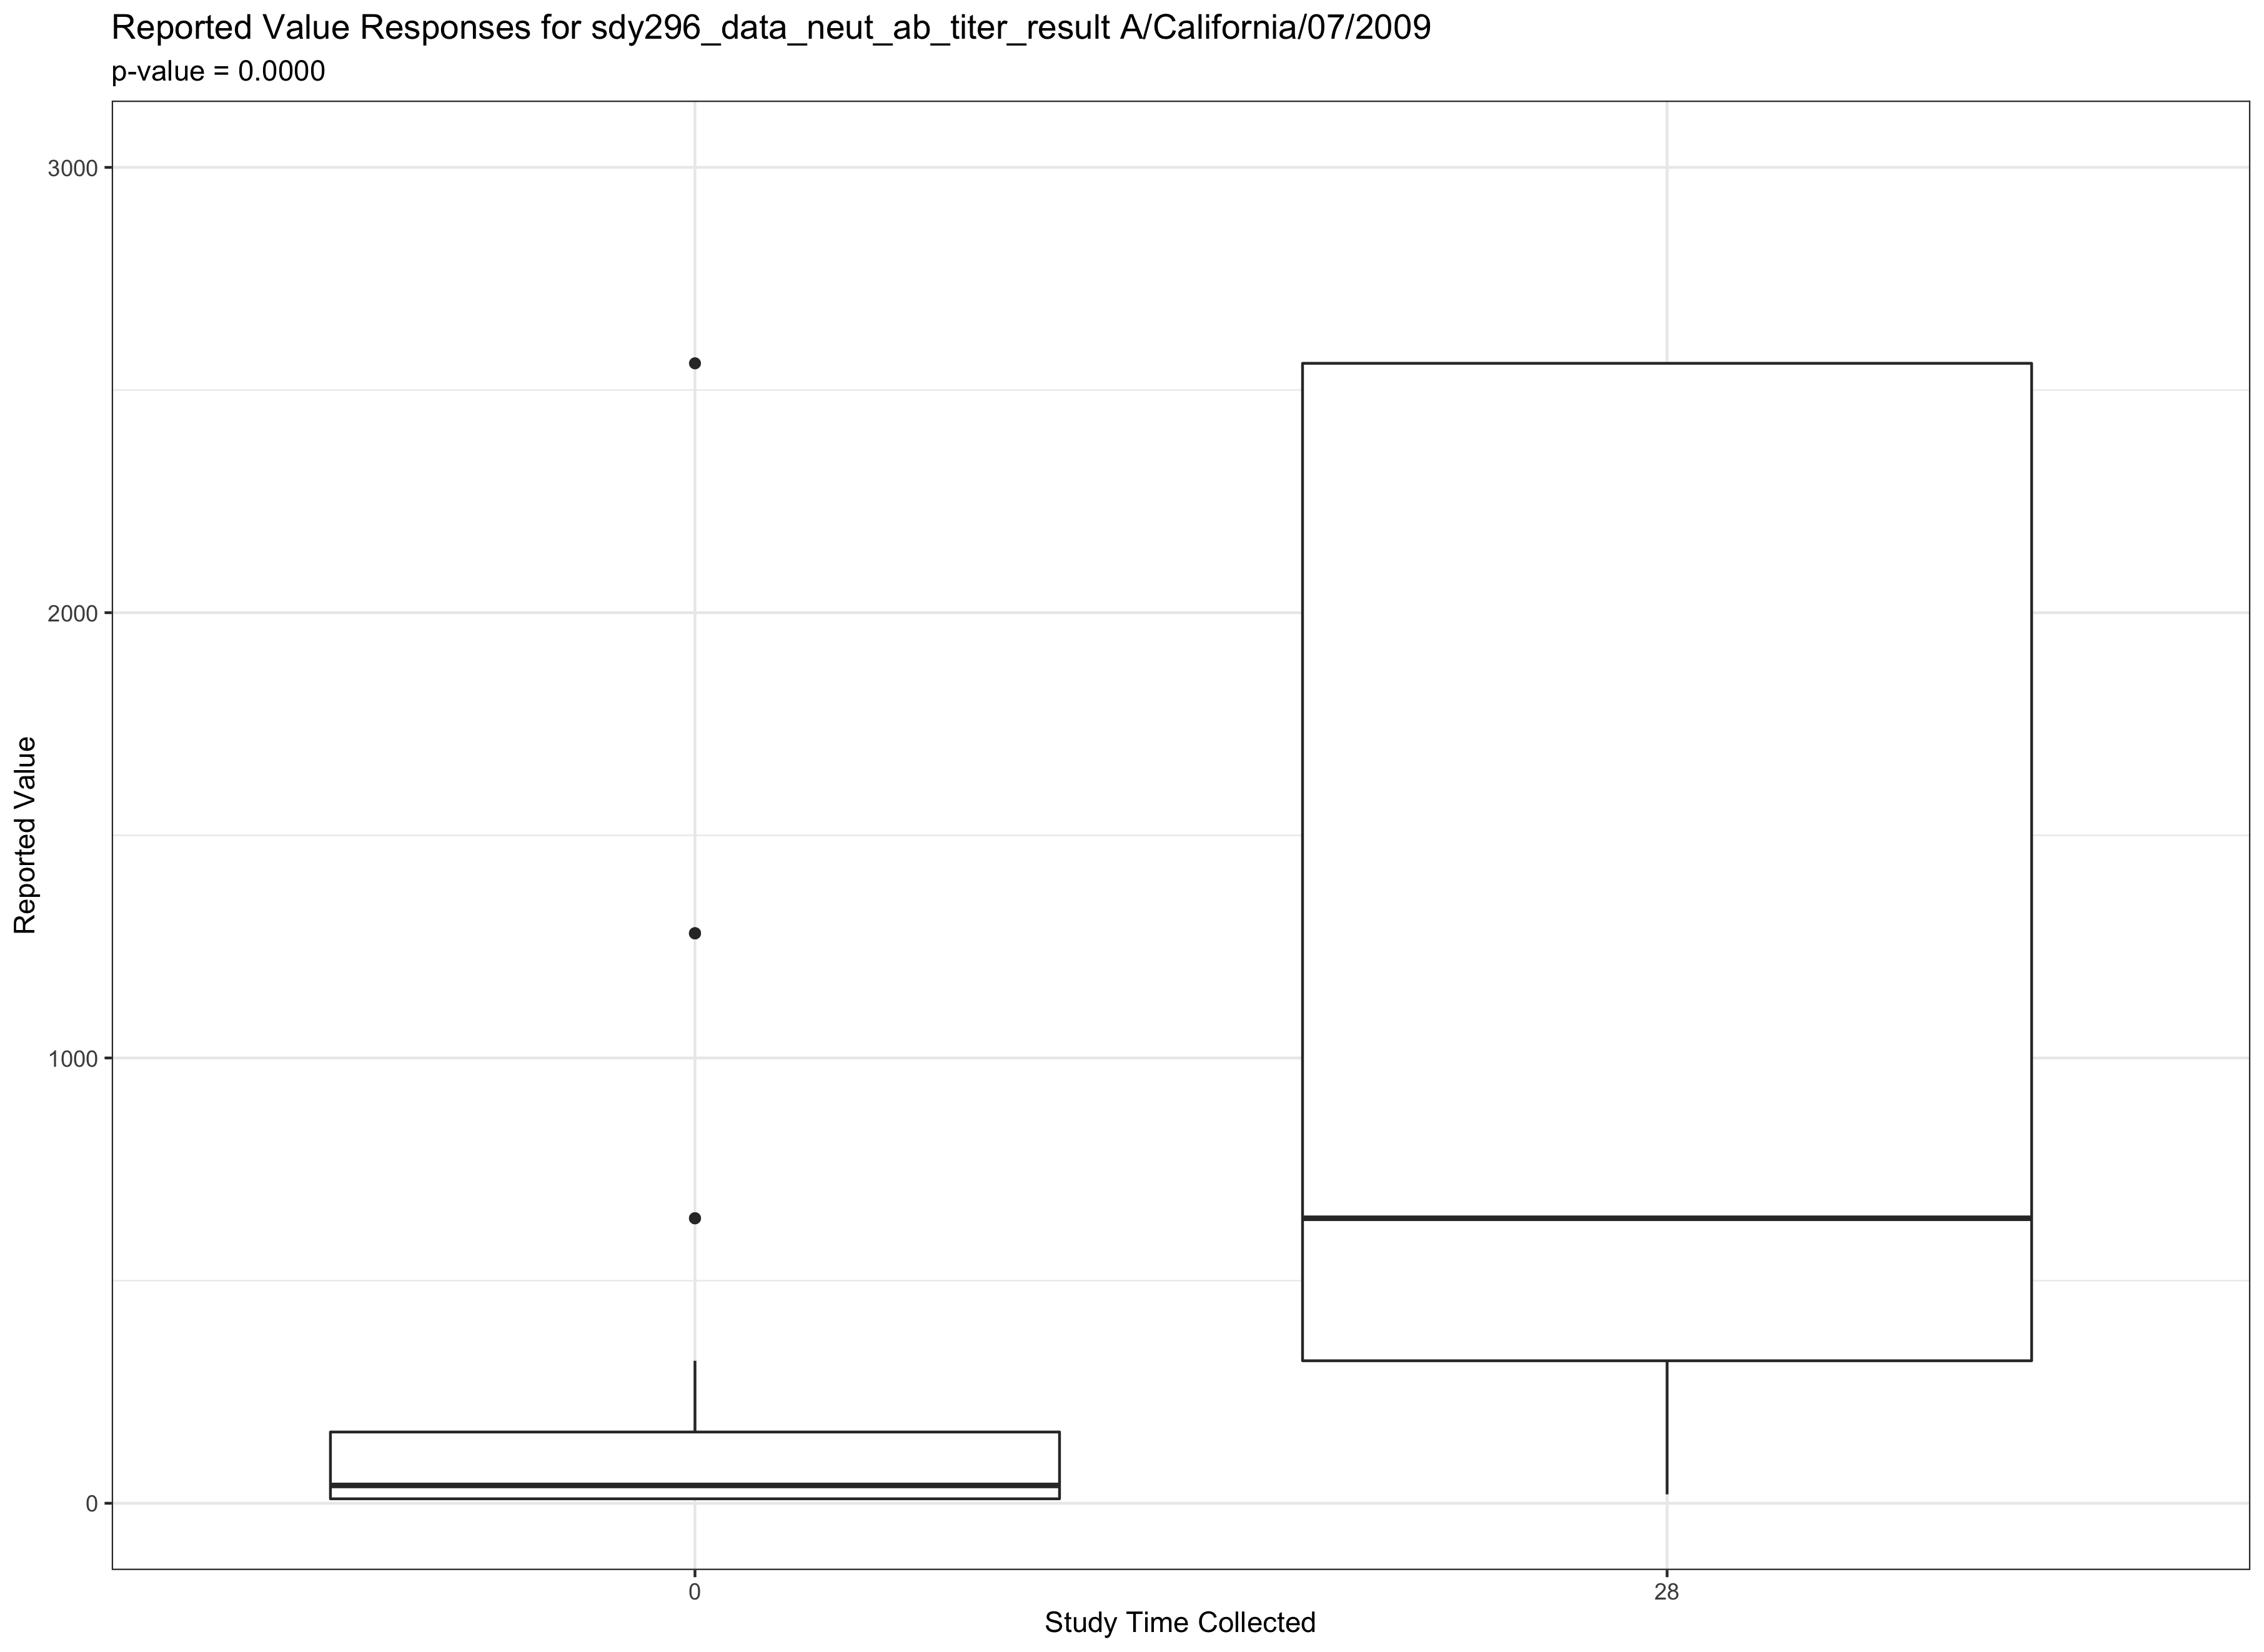 Reported Value Responses for sdy296_data_neut_ab_titer_result A/California/07/2009
p-value = 0.0000
3000
2000
1000
0
Reported Value
0 28
Study Time Collected